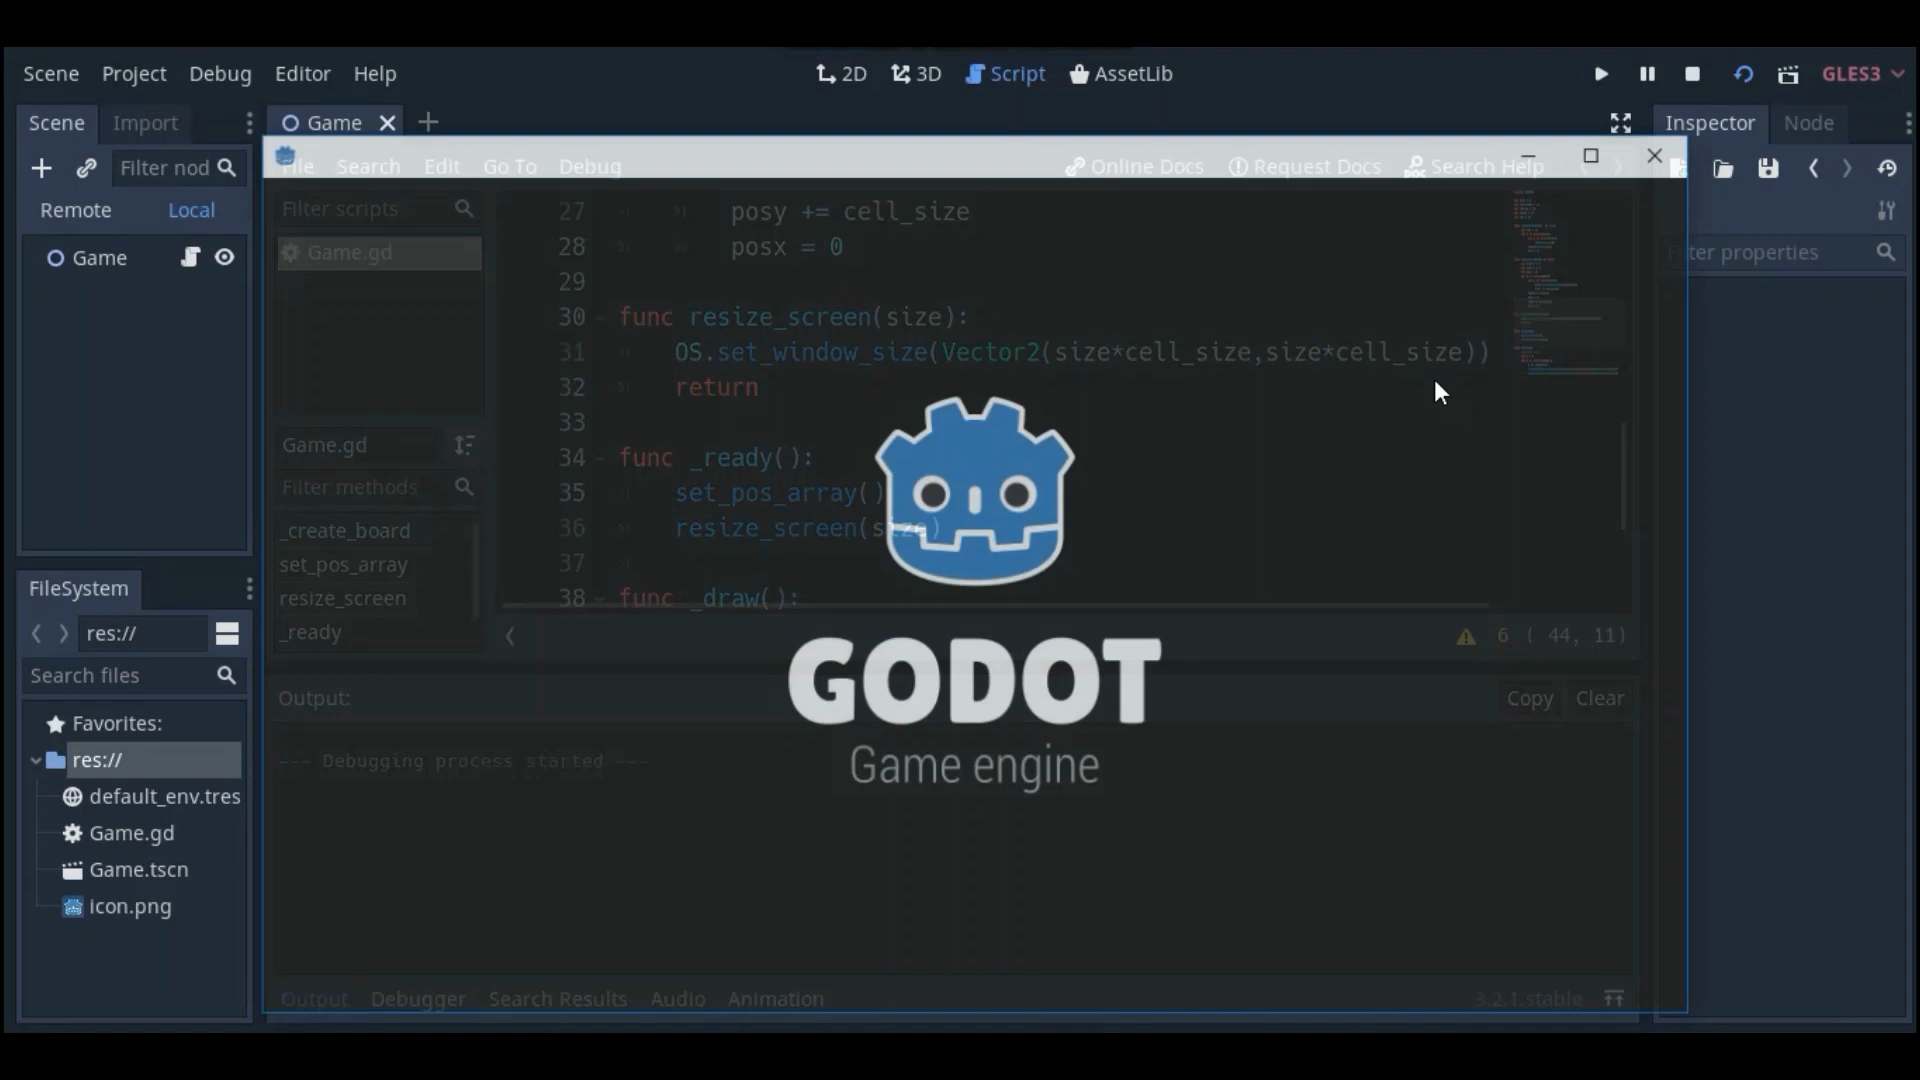 Scene Project Debug Editor Help
2D 3D Script AssetLib
GLES3
Scene Import
Game
Inspector Node
Filter nod
File Search Edit Go To Debug
Online Docs Request Docs Search Help
Remote Local
Game
Filter scripts
Game.gd
Game.gd
Filter methods
_create_board
set_pos_array
resize_screen
_ready
27 posy += cell_size
28 posx = 0
29
30 func resize_screen(size):
31 OS.set_window_size(Vector2(size*cell_size,size*cell_size))
32 return
33
34 func _ready():
35 set_pos_array()
36 resize_screen(size)
37
38 func _draw():
6 ( 44, 11)
Filter properties
GODOT
Game engine
FileSystem
res://
Search files
Favorites:
res://
default_env.tres
Game.gd
Game.tscn
icon.png
Output:
Copy Clear
--- Debugging process started ---
Output Debugger Search Results Audio Animation
3.2.1.stable